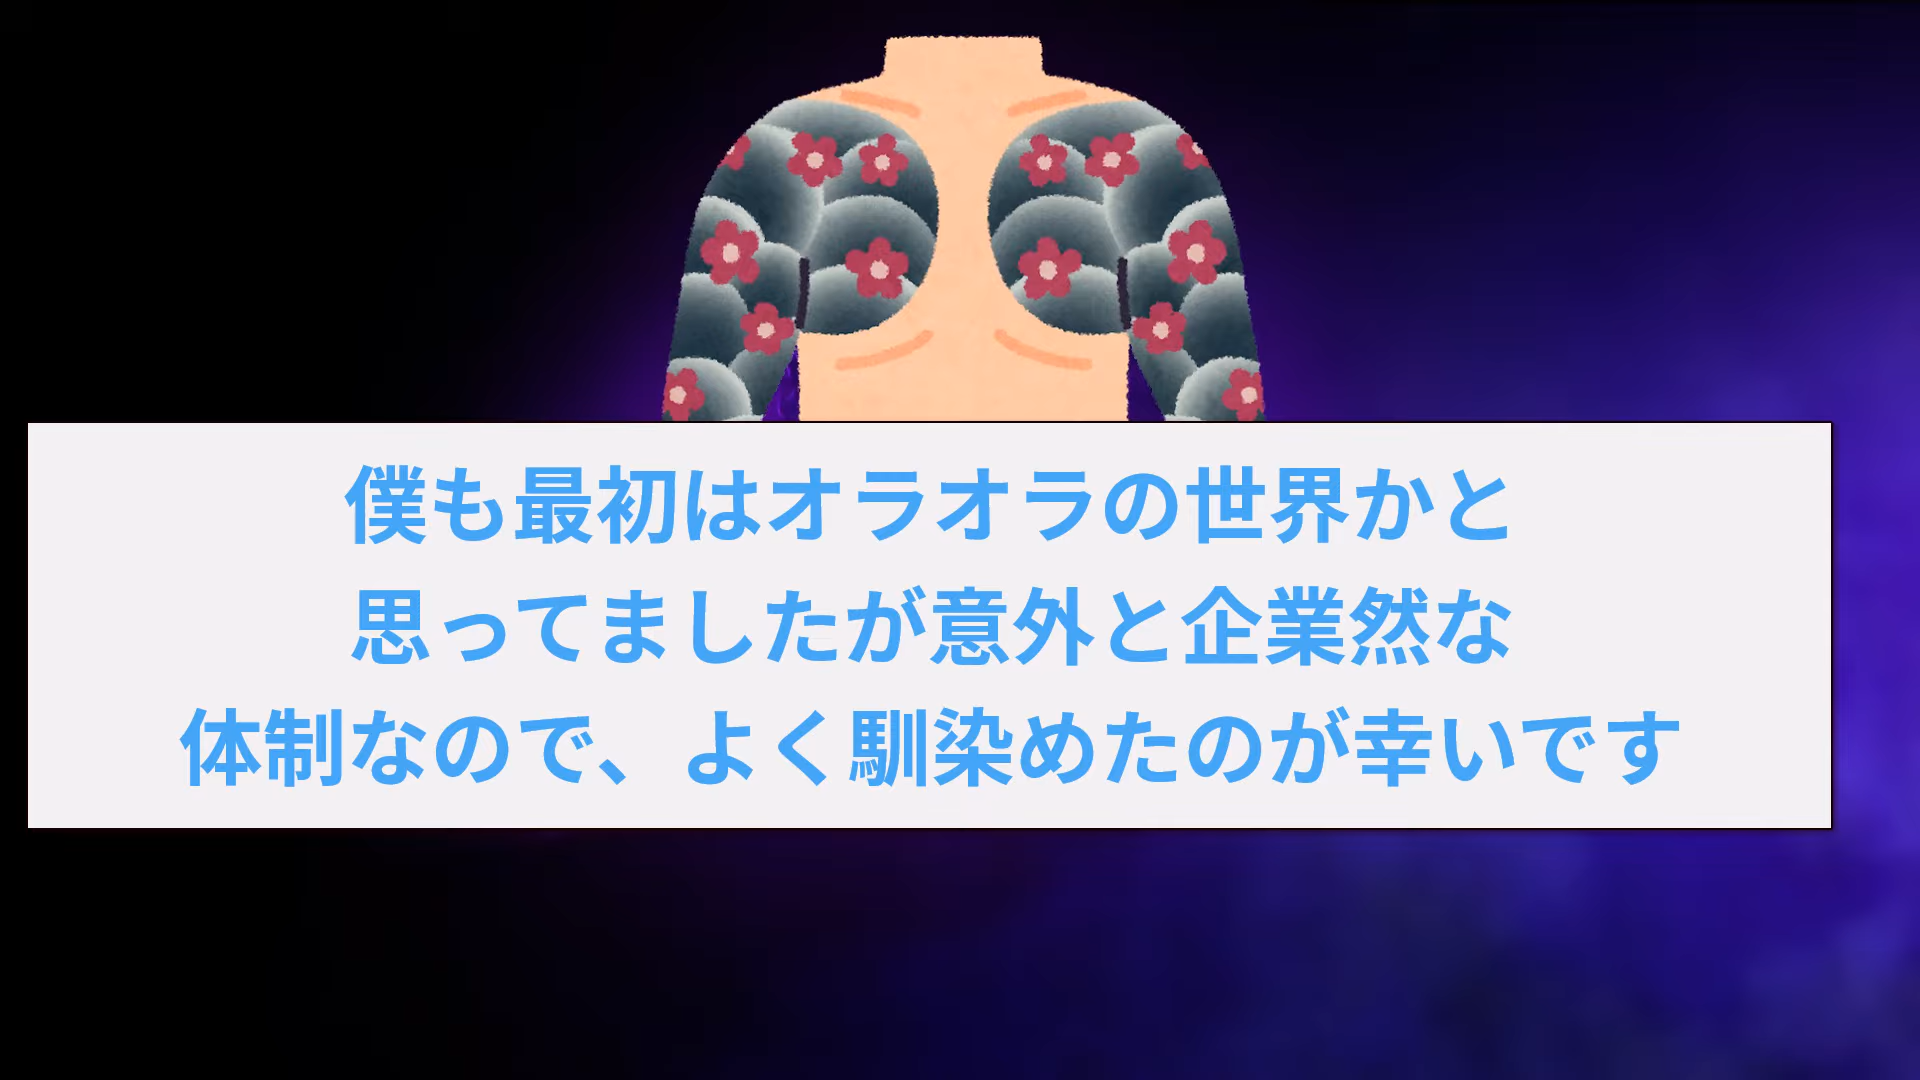 僕も最初はオラオラの世界かと
思ってましたが意外と企業然な
体制なので、よく馴染めたのが幸いです